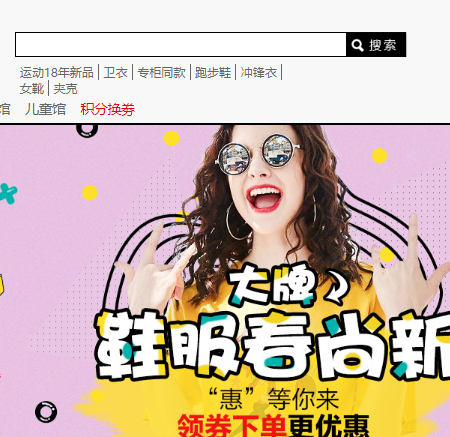 搜索
运动18年新品 | 卫衣 | 专柜同款 | 跑步鞋 | 冲锋衣 |
女靴 | 夹克
馆 儿童馆 积分换券
大牌
鞋服春尚新
“惠”等你来
领券下单更优惠